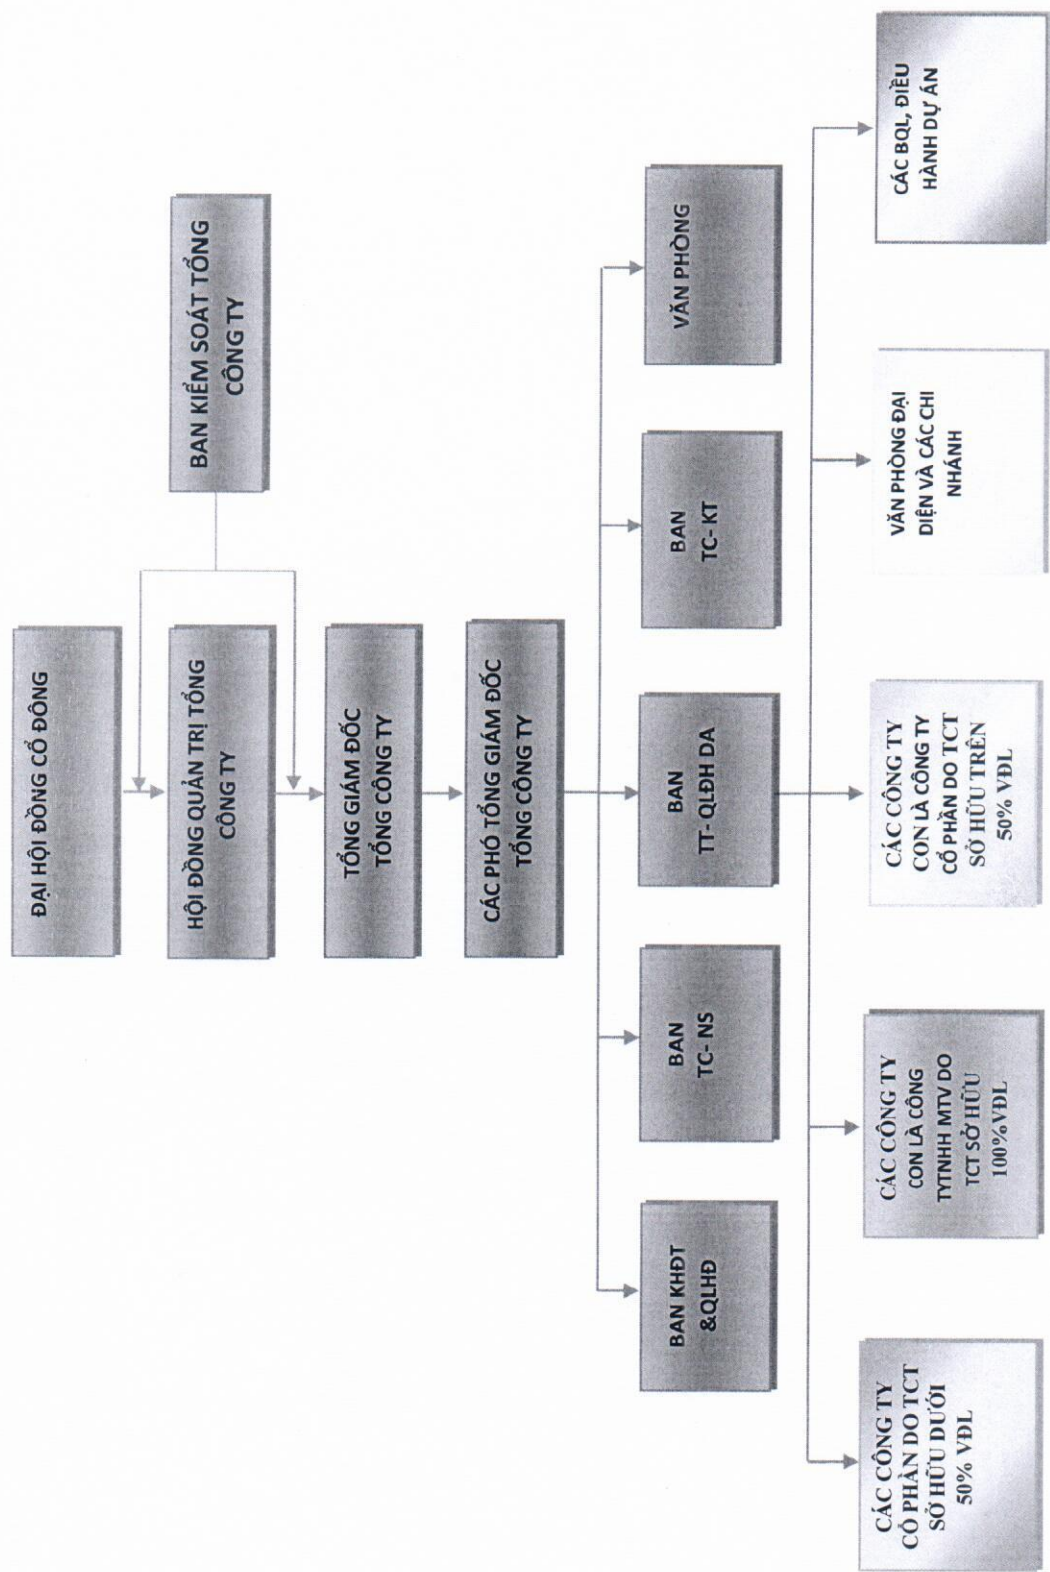 ĐẠI HỘI ĐỒNG CỔ ĐÔNG
BAN KIỂM SOÁT TỔNG
CÔNG TY
HỘI ĐỒNG QUẢN TRỊ TỔNG
CÔNG TY
TỔNG GIÁM ĐỐC
TỔNG CÔNG TY
CÁC PHÓ TỔNG GIÁM ĐỐC
TỔNG CÔNG TY
BAN KHĐT
&QLHĐ
BAN
TC- NS
BAN
TT- QLĐH DA
BAN
TC- KT
VĂN PHÒNG
CÁC CÔNG TY
CỔ PHẦN DO TCT
SỞ HỮU DƯỚI
50% VĐL
CÁC CÔNG TY
CON LÀ CÔNG
TYTNHH MTV DO
TCT SỞ HỮU
100%VĐL
CÁC CÔNG TY
CON LÀ CÔNG TY
CỔ PHẦN DO TCT
SỞ HỮU TRÊN
50% VĐL
VĂN PHÒNG ĐẠI
DIỆN VÀ CÁC CHI
NHÁNH
CÁC BQL, ĐIỀU
HÀNH DỰ ÁN